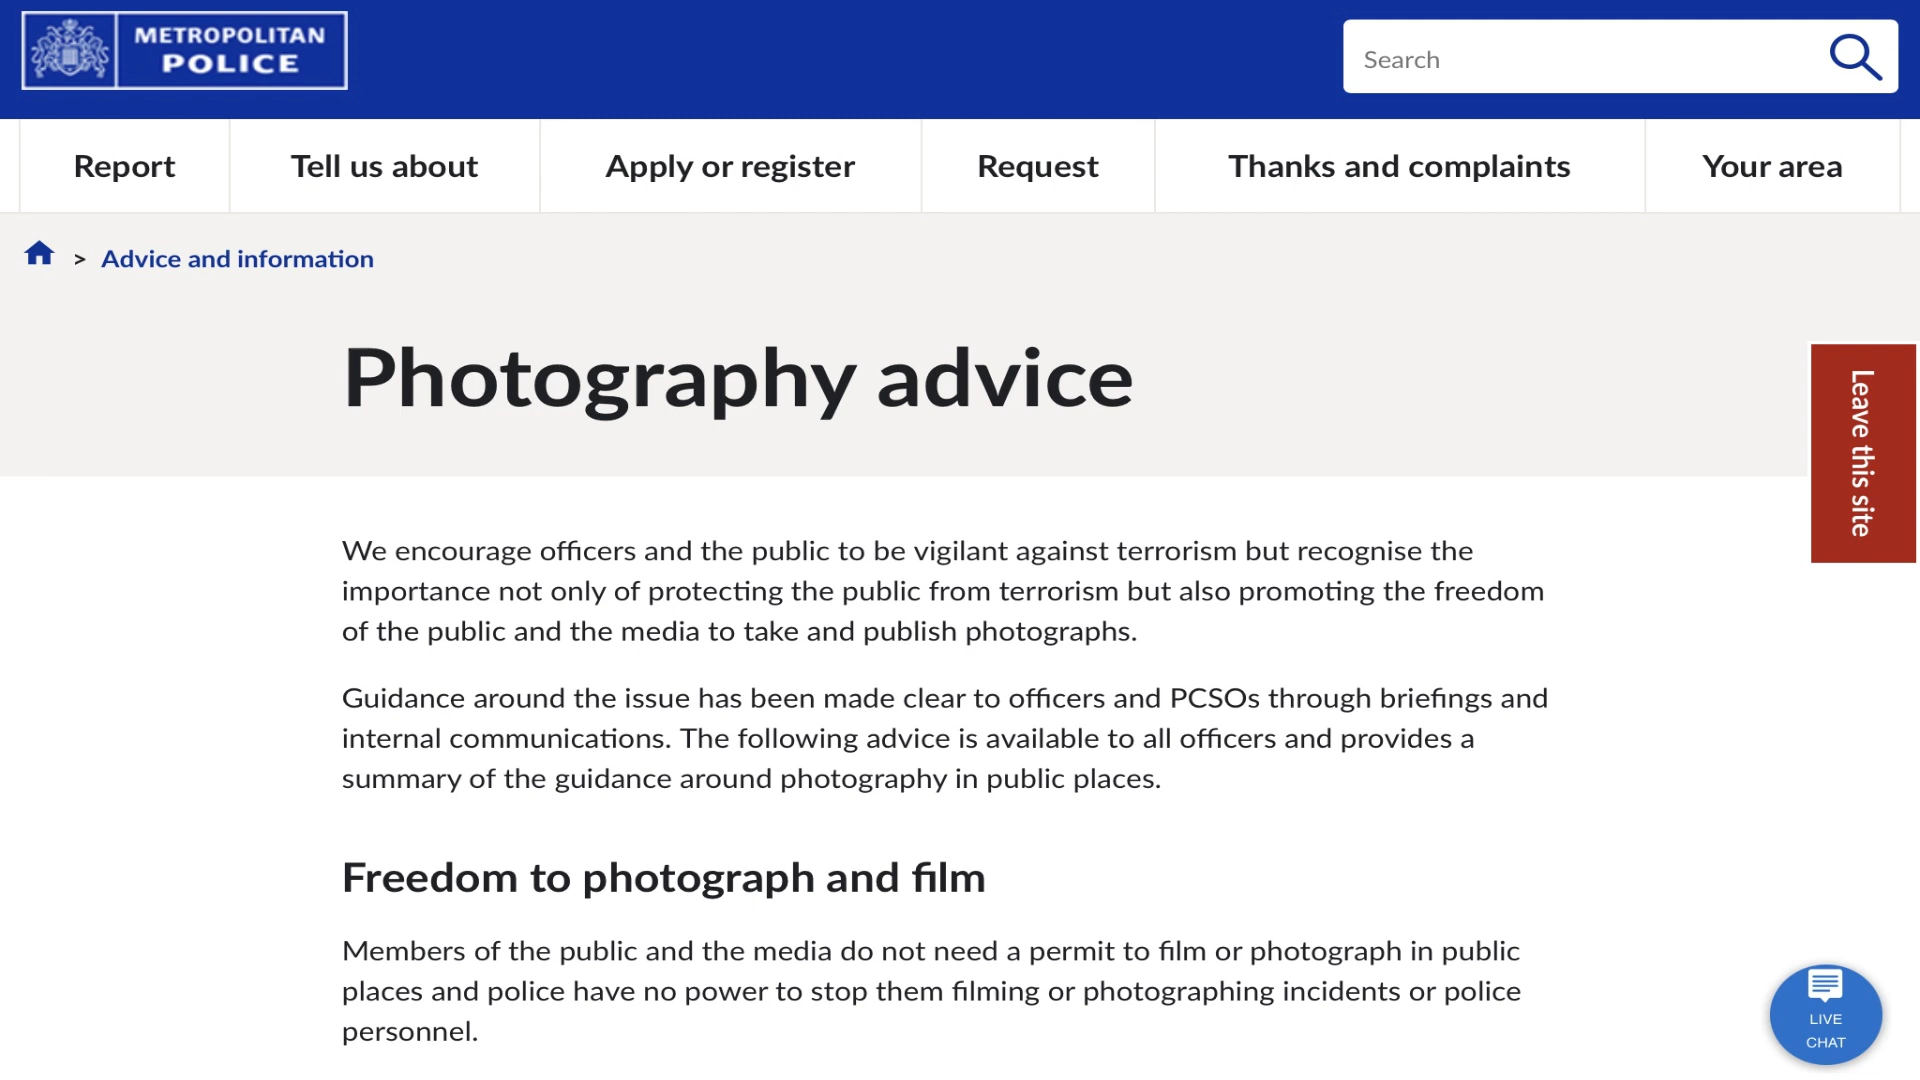 METROPOLITAN
POLICE
Search
Report
Tell us about
Apply or register
Request
Thanks and complaints
Your area
> Advice and information
Photography advice
Leave this site
We encourage officers and the public to be vigilant against terrorism but recognise the
importance not only of protecting the public from terrorism but also promoting the freedom
of the public and the media to take and publish photographs.
Guidance around the issue has been made clear to officers and PCSOs through briefings and
internal communications. The following advice is available to all officers and provides a
summary of the guidance around photography in public places.
Freedom to photograph and film
Members of the public and the media do not need a permit to film or photograph in public
places and police have no power to stop them filming or photographing incidents or police
personnel.
LIVE
CHAT